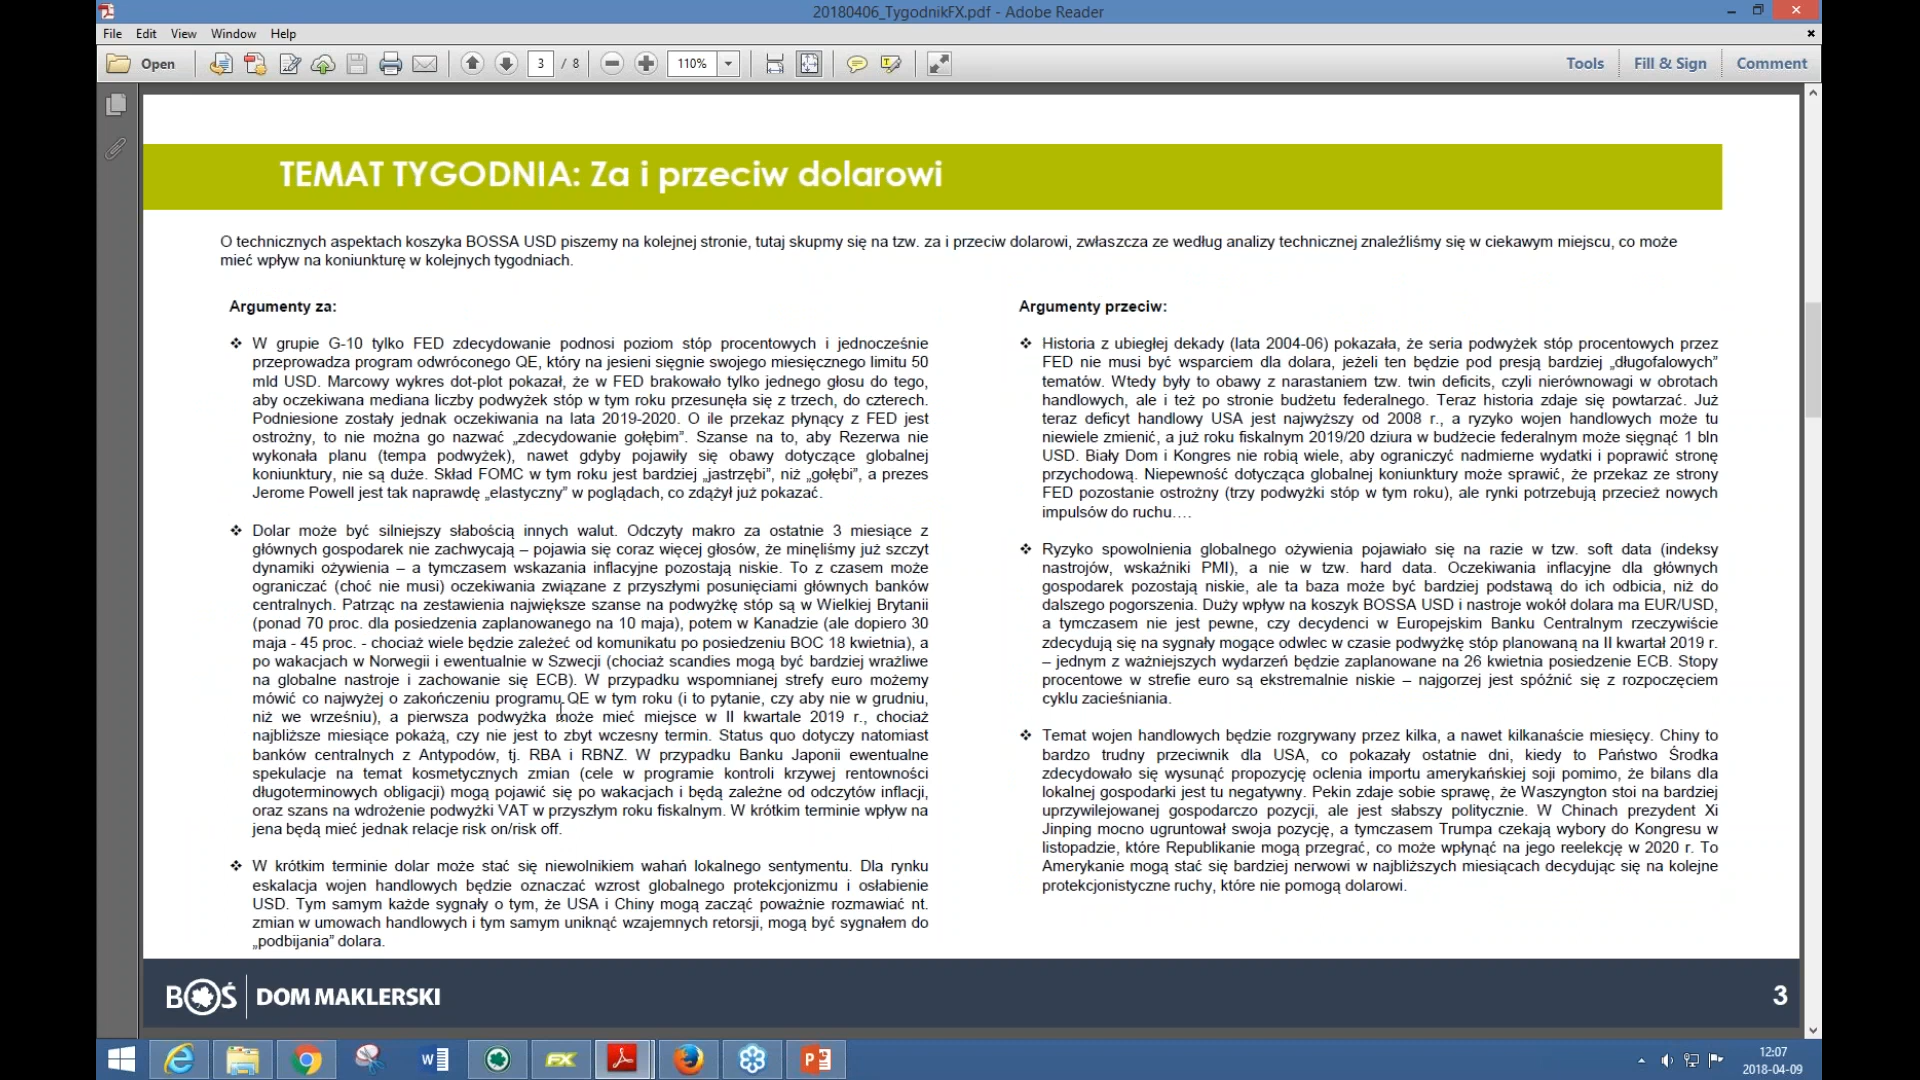 20180406_TygodnikFX.pdf - Adobe Reader
File Edit View Window Help
Open 3 / 8 110% Tools Fill & Sign Comment
TEMAT TYGODNIA: Za i przeciw dolarowi
O technicznych aspektach koszyka BOSSA USD piszemy na kolejnej stronie, tutaj skupmy się na tzw. za i przeciw dolarowi, zwłaszcza ze według analizy technicznej znaleźliśmy się w ciekawym miejscu, co może
mieć wpływ na koniunkturę w kolejnych tygodniach.
Argumenty za:
❖ W grupie G-10 tylko FED zdecydowanie podnosi poziom stóp procentowych i jednocześnie
przeprowadza program odwróconego QE, który na jesieni sięgnie swojego miesięcznego limitu 50
mld USD. Marcowy wykres dot-plot pokazał, że w FED brakowało tylko jednego głosu do tego,
aby oczekiwana mediana liczby podwyżek stóp w tym roku przesunęła się z trzech, do czterech.
Podniesione zostały jednak oczekiwania na lata 2019-2020. O ile przekaz płynący z FED jest
ostrożny, to nie można go nazwać „zdecydowanie gołębim”. Szanse na to, aby Rezerwa nie
wykonała planu (tempa podwyżek), nawet gdyby pojawiły się obawy dotyczące globalnej
koniunktury, nie są duże. Skład FOMC w tym roku jest bardziej „jastrzębi”, niż „gołębi”, a prezes
Jerome Powell jest tak naprawdę „elastyczny” w poglądach, co zdążył już pokazać.
❖ Dolar może być silniejszy słabością innych walut. Odczyty makro za ostatnie 3 miesiące z
głównych gospodarek nie zachwycają – pojawia się coraz więcej głosów, że minęliśmy już szczyt
dynamiki ożywienia – a tymczasem wskazania inflacyjne pozostają niskie. To z czasem może
ograniczać (choć nie musi) oczekiwania związane z przyszłymi posunięciami głównych banków
centralnych. Patrząc na zestawienia największe szanse na podwyżkę stóp są w Wielkiej Brytanii
(ponad 70 proc. dla posiedzenia zaplanowanego na 10 maja), potem w Kanadzie (ale dopiero 30
maja - 45 proc. - chociaż wiele będzie zależeć od komunikatu po posiedzeniu BOC 18 kwietnia), a
po wakacjach w Norwegii i ewentualnie w Szwecji (chociaż scandies mogą być bardziej wrażliwe
na globalne nastroje i zachowanie się ECB). W przypadku wspomnianej strefy euro możemy
mówić co najwyżej o zakończeniu programu QE w tym roku (i to pytanie, czy aby nie w grudniu,
niż we wrześniu), a pierwsza podwyżka może mieć miejsce w II kwartale 2019 r., chociaż
najbliższe miesiące pokażą, czy nie jest to zbyt wczesny termin. Status quo dotyczy natomiast
banków centralnych z Antypodów, tj. RBA i RBNZ. W przypadku Banku Japonii ewentualne
spekulacje na temat kosmetycznych zmian (cele w programie kontroli krzywej rentowności
długoterminowych obligacji) mogą pojawić się po wakacjach i będą zależne od odczytów inflacji,
oraz szans na wdrożenie podwyżki VAT w przyszłym roku fiskalnym. W krótkim terminie wpływ na
jena będą mieć jednak relacje risk on/risk off.
❖ W krótkim terminie dolar może stać się niewolnikiem wahań lokalnego sentymentu. Dla rynku
eskalacja wojen handlowych będzie oznaczać wzrost globalnego protekcjonizmu i osłabienie
USD. Tym samym każde sygnały o tym, że USA i Chiny mogą zacząć poważnie rozmawiać nt.
zmian w umowach handlowych i tym samym uniknąć wzajemnych retorsji, mogą być sygnałem do
„podbijania” dolara.
Argumenty przeciw:
❖ Historia z ubiegłej dekady (lata 2004-06) pokazała, że seria podwyżek stóp procentowych przez
FED nie musi być wsparciem dla dolara, jeżeli ten będzie pod presją bardziej „długofalowych”
tematów. Wtedy były to obawy z narastaniem tzw. twin deficits, czyli nierównowagi w obrotach
handlowych, ale i też po stronie budżetu federalnego. Teraz historia zdaje się powtarzać. Już
teraz deficyt handlowy USA jest najwyższy od 2008 r., a ryzyko wojen handlowych może tu
niewiele zmienić, a już roku fiskalnym 2019/20 dziura w budżecie federalnym może sięgnąć 1 bln
USD. Biały Dom i Kongres nie robią wiele, aby ograniczyć nadmierne wydatki i poprawić stronę
przychodową. Niepewność dotycząca globalnej koniunktury może sprawić, że przekaz ze strony
FED pozostanie ostrożny (trzy podwyżki stóp w tym roku), ale rynki potrzebują przecież nowych
impulsów do ruchu….
❖ Ryzyko spowolnienia globalnego ożywienia pojawiało się na razie w tzw. soft data (indeksy
nastrojów, wskaźniki PMI), a nie w tzw. hard data. Oczekiwania inflacyjne dla głównych
gospodarek pozostają niskie, ale ta baza może być bardziej podstawą do ich odbicia, niż do
dalszego pogorszenia. Duży wpływ na koszyk BOSSA USD i nastroje wokół dolara ma EUR/USD,
a tymczasem nie jest pewne, czy decydenci w Europejskim Banku Centralnym rzeczywiście
zdecydują się na sygnały mogące odwlec w czasie podwyżkę stóp planowaną na II kwartał 2019 r.
– jednym z ważniejszych wydarzeń będzie zaplanowane na 26 kwietnia posiedzenie ECB. Stopy
procentowe w strefie euro są ekstremalnie niskie – najgorzej jest spóźnić się z rozpoczęciem
cyklu zacieśniania.
❖ Temat wojen handlowych będzie rozgrywany przez kilka, a nawet kilkanaście miesięcy. Chiny to
bardzo trudny przeciwnik dla USA, co pokazały ostatnie dni, kiedy to Państwo Środka
zdecydowało się wysunąć propozycję oclenia importu amerykańskiej soji pomimo, że bilans dla
lokalnej gospodarki jest tu negatywny. Pekin zdaje sobie sprawę, że Waszyngton stoi na bardziej
uprzywilejowanej gospodarczo pozycji, ale jest słabszy politycznie. W Chinach prezydent Xi
Jinping mocno ugruntował swoja pozycję, a tymczasem Trumpa czekają wybory do Kongresu w
listopadzie, które Republikanie mogą przegrać, co może wpłynąć na jego reelekcję w 2020 r. To
Amerykanie mogą stać się bardziej nerwowi w najbliższych miesiącach decydując się na kolejne
protekcjonistyczne ruchy, które nie pomogą dolarowi.
BOŚ DOM MAKLERSKI 3
FX
12:07
2018-04-09